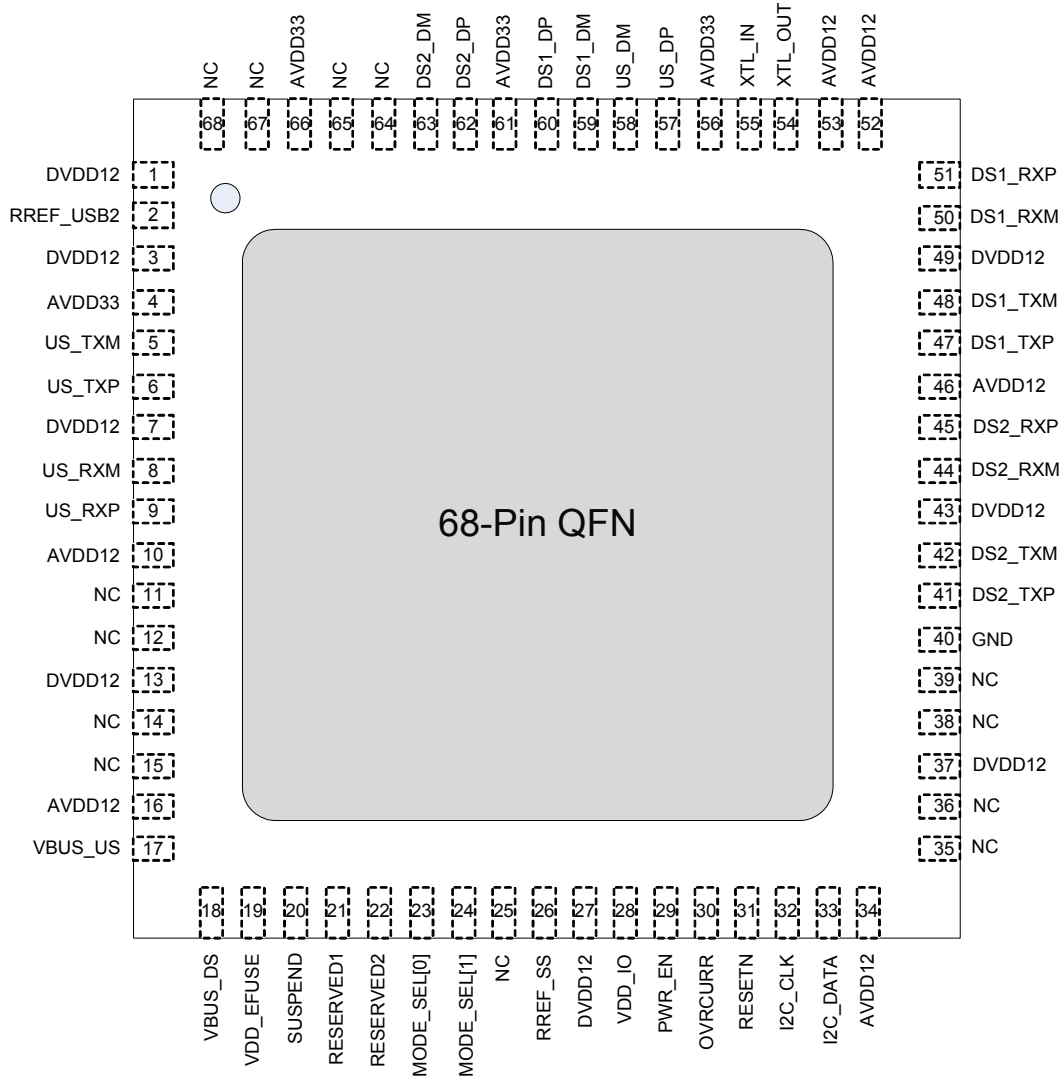 NC
NC
AVDD33
NC
NC
DS2_DM
DS2_DP
AVDD33
DS1_DP
DS1_DM
US_DM
US_DP
AVDD33
XTL_IN
XTL_OUT
AVDD12
AVDD12
68 67 66 65 64 63 62 61 60 59 58 57 56 55 54 53 52
DVDD12 1
RREF_USB2 2
DVDD12 3
AVDD33 4
US_TXM 5
US_TXP 6
DVDD12 7
US_RXM 8
US_RXP 9
AVDD12 10
NC 11
NC 12
DVDD12 13
NC 14
NC 15
AVDD12 16
VBUS_US 17
68-Pin QFN
51 DS1_RXP
50 DS1_RXM
49 DVDD12
48 DS1_TXM
47 DS1_TXP
46 AVDD12
45 DS2_RXP
44 DS2_RXM
43 DVDD12
42 DS2_TXM
41 DS2_TXP
40 GND
39 NC
38 NC
37 DVDD12
36 NC
35 NC
18 19 20 21 22 23 24 25 26 27 28 29 30 31 32 33 34
VBUS_DS
VDD_EFUSE
SUSPEND
RESERVED1
RESERVED2
MODE_SEL[0]
MODE_SEL[1]
NC
RREF_SS
DVDD12
VDD_IO
PWR_EN
OVRCURR
RESETN
I2C_CLK
I2C_DATA
AVDD12